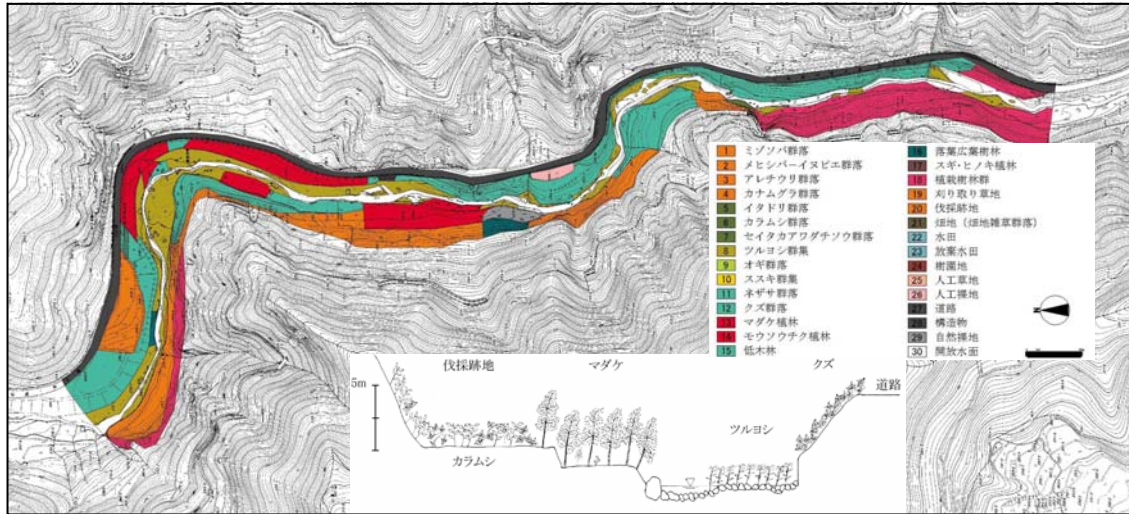 1 ミゾソバ群落
2 メヒシバーイヌビエ群落
3 アレチウリ群落
4 カナムグラ群落
5 イタドリ群落
6 カラムシ群落
7 セイタカアワダチソウ群落
8 ツルヨシ群集
9 オギ群落
10 ススキ群集
11 ネザサ群落
12 クズ群落
13 マダケ植林
14 モウソウチク植林
15 低木林
16 落葉広葉樹林
17 スギ・ヒノキ植林
18 植栽樹林群
19 刈り取り草地
20 伐採跡地
21 畑地（畑地雑草群落）
22 水田
23 放棄水田
24 樹園地
25 人工草地
26 人工裸地
27 道路
28 構造物
29 自然裸地
30 開放水面
伐採跡地 マダケ クズ
5m
道路
ツルヨシ
カラムシ